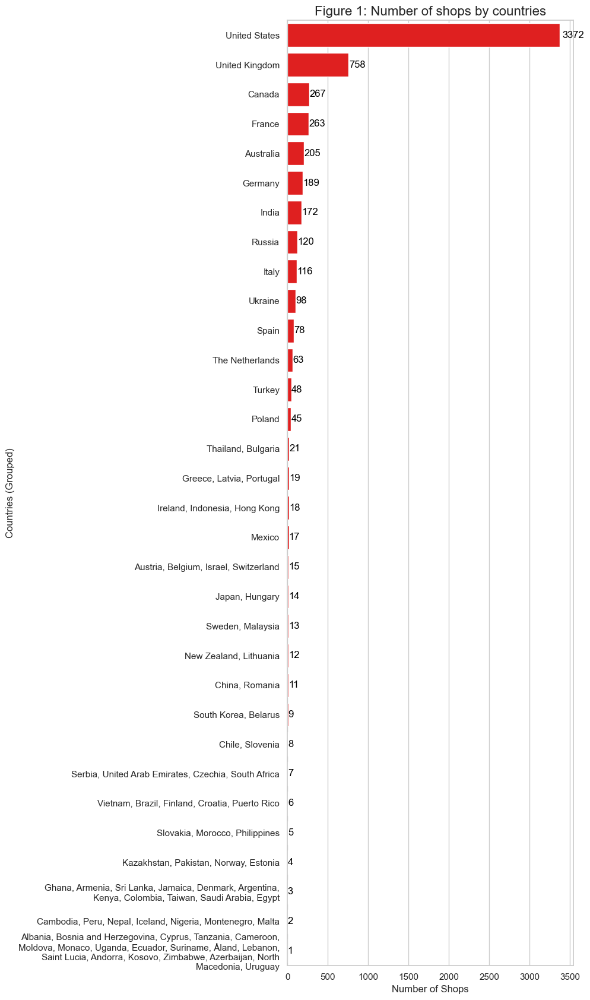 Figure 1: Number of shops by countries
United States 3372
United Kingdom 758
Canada 267
France 263
Australia 205
Germany 189
India 172
Russia 120
Italy 116
Ukraine 98
Spain 78
The Netherlands 63
Turkey 48
Poland 45
Thailand, Bulgaria 21
Greece, Latvia, Portugal 19
Ireland, Indonesia, Hong Kong 18
Mexico 17
Austria, Belgium, Israel, Switzerland 15
Japan, Hungary 14
Sweden, Malaysia 13
New Zealand, Lithuania 12
China, Romania 11
South Korea, Belarus 9
Chile, Slovenia 8
Serbia, United Arab Emirates, Czechia, South Africa 7
Vietnam, Brazil, Finland, Croatia, Puerto Rico 6
Slovakia, Morocco, Philippines 5
Kazakhstan, Pakistan, Norway, Estonia 4
Ghana, Armenia, Sri Lanka, Jamaica, Denmark, Argentina,
Kenya, Colombia, Taiwan, Saudi Arabia, Egypt 3
Cambodia, Peru, Nepal, Iceland, Nigeria, Montenegro, Malta 2
Albania, Bosnia and Herzegovina, Cyprus, Tanzania, Cameroon,
Moldova, Monaco, Uganda, Ecuador, Suriname, Åland, Lebanon,
Saint Lucia, Andorra, Kosovo, Zimbabwe, Azerbaijan, North
Macedonia, Uruguay 1
0 500 1000 1500 2000 2500 3000 3500
Number of Shops
Countries (Grouped)